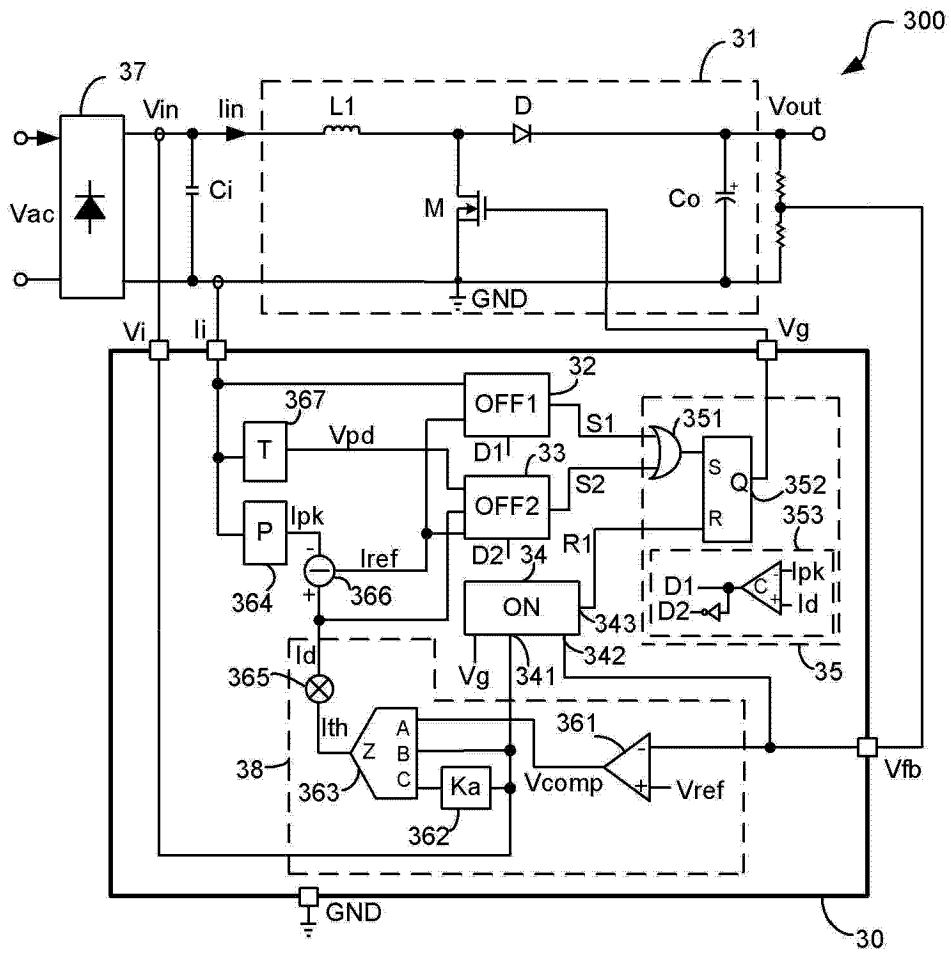 300
31
37
Vin
Iin
L1
D
Vout
Vac
Ci
M
Co
+
GND
Vi
Ii
Vg
32
367
OFF1
S1
351
T
Vpd
D1
33
S
Q
352
OFF2
S2
P
Ipk
-
Iref
D2
R1
R
353
364
366
+
34
D1
C
-
Ipk
+
Id
D2
ON
343
342
341
35
Id
Vg
365
Ith
361
A
Z
B
-
38
363
C
Ka
Vcomp
+
Vref
Vfb
362
GND
30